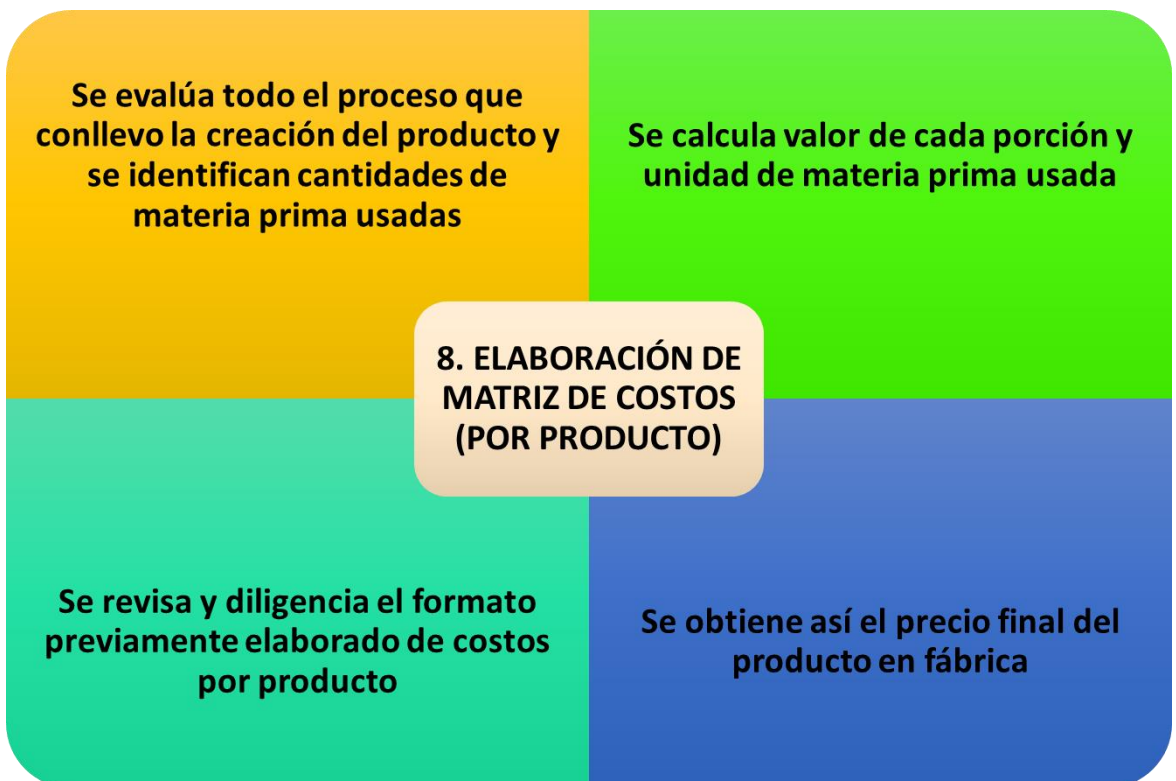 Se evalúa todo el proceso que
conllevo la creación del producto y
se identifican cantidades de
materia prima usadas
Se calcula valor de cada porción y
unidad de materia prima usada
8. ELABORACIÓN DE
MATRIZ DE COSTOS
(POR PRODUCTO)
Se revisa y diligencia el formato
previamente elaborado de costos
por producto
Se obtiene así el precio final del
producto en fábrica